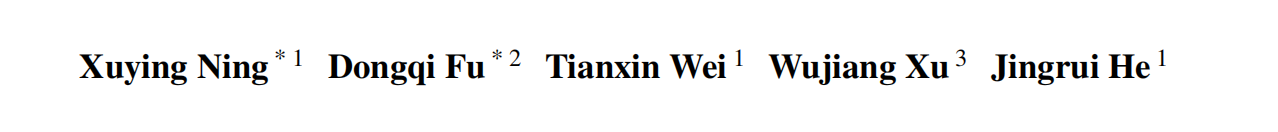 Xuying Ning * 1 Dongqi Fu * 2 Tianxin Wei 1 Wujiang Xu 3 Jingrui He 1